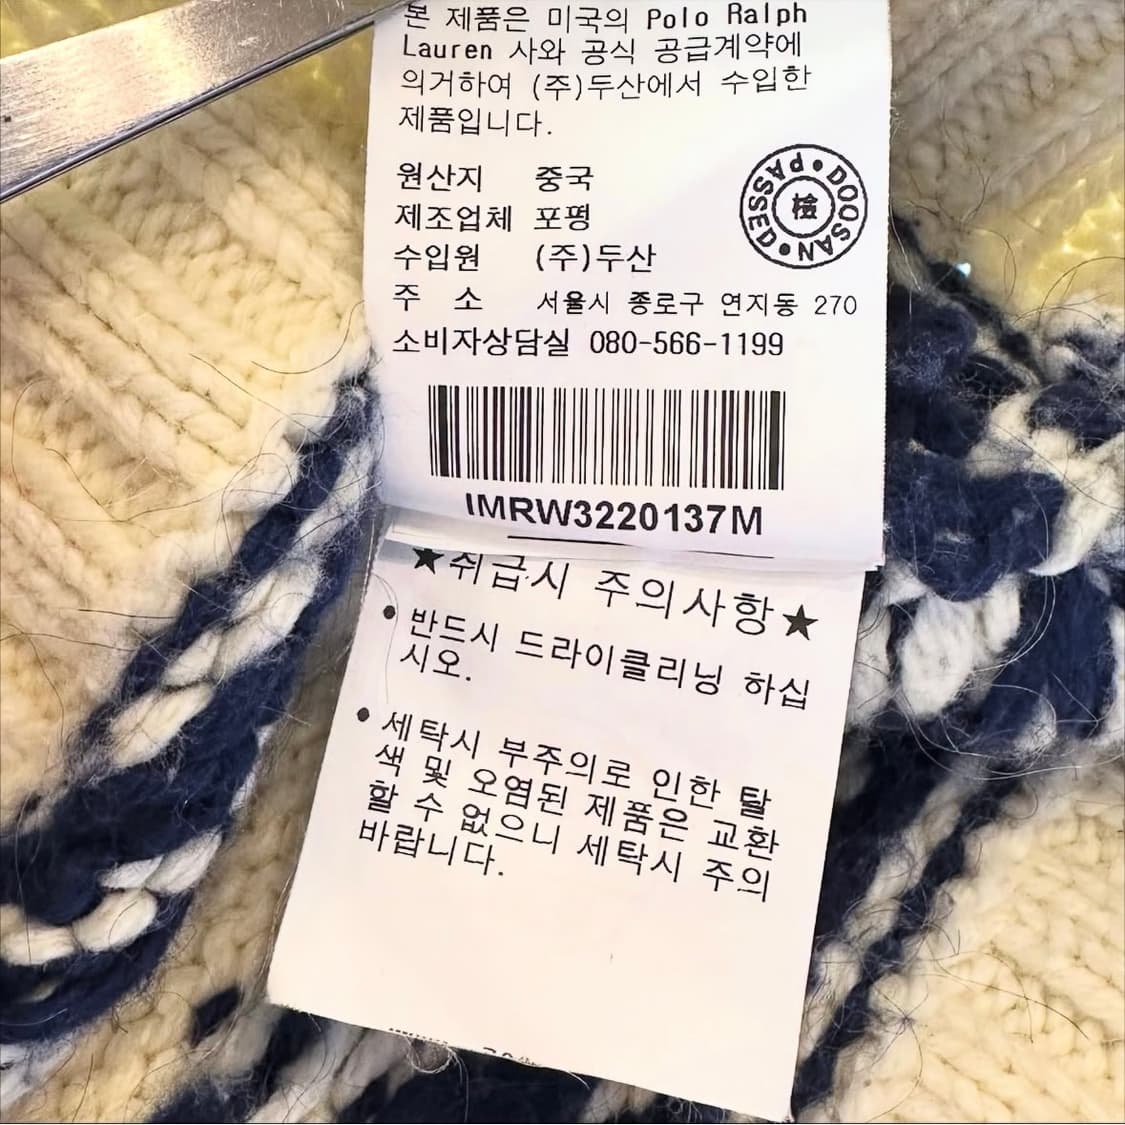 본 제품은 미국의 Polo Ralph
Lauren 사와 공식 공급계약에
의거하여 (주)두산에서 수입한
제품입니다.
원산지 중국
제조업체 포평
수입원 (주)두산
주 소 서울시 종로구 연지동 270
소비자상담실 080-566-1199
DOOSAN • PASSED •
檢
IMRW3220137M
★취급시 주의사항★
• 반드시 드라이클리닝 하십
시오.
• 세탁시 부주의로 인한 탈
색 및 오염된 제품은 교환
할 수 없으니 세탁시 주의
바랍니다.